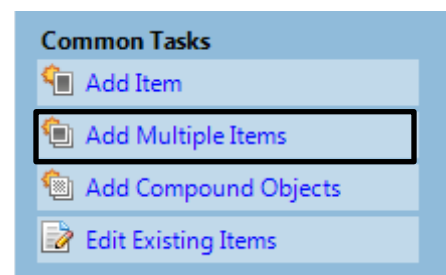 Common Tasks
Add Item
Add Multiple Items
Add Compound Objects
Edit Existing Items